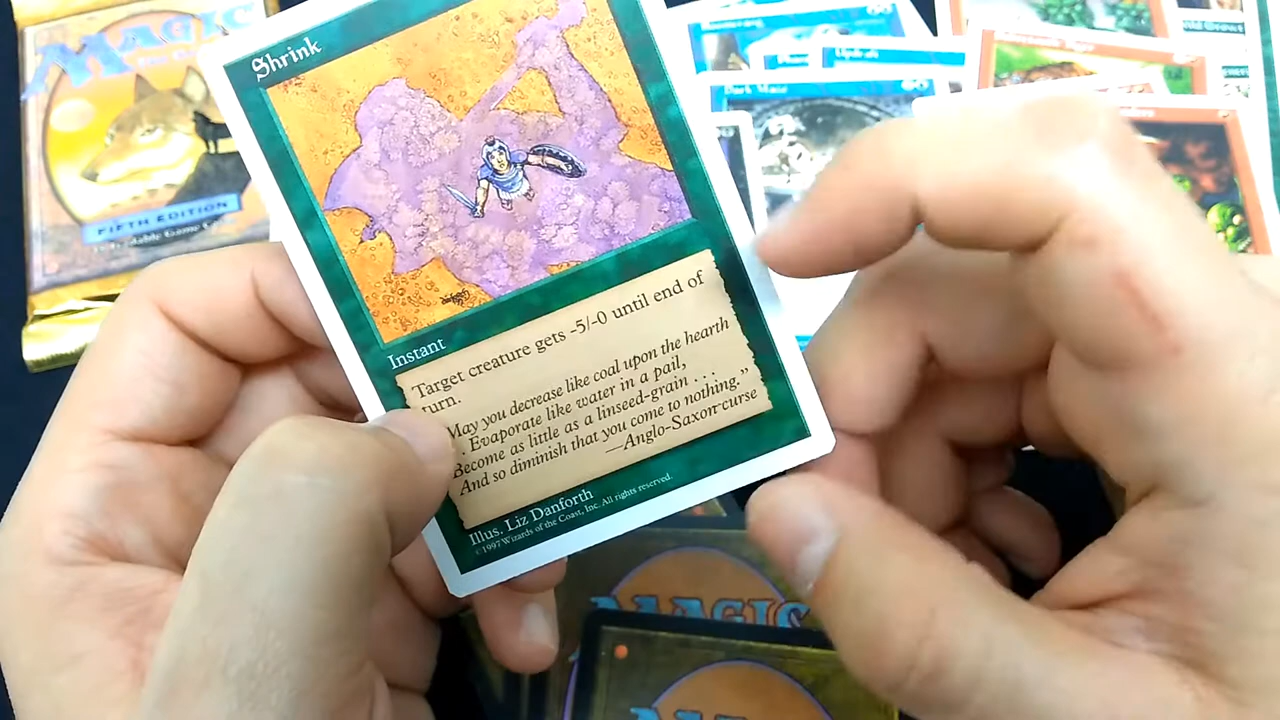 MAGIC
FIFTH EDITION
Shrink
Instant
Target creature gets -5/-0 until end of
turn.
May you decrease like coal upon the hearth
. Evaporate like water in a pail,
Become as little as a linseed-grain . . .
And so diminish that you come to nothing."
—Anglo-Saxon curse
Illus. Liz Danforth
©1997 Wizards of the Coast, Inc. All rights reserved.
Dark Maze
MAGIC